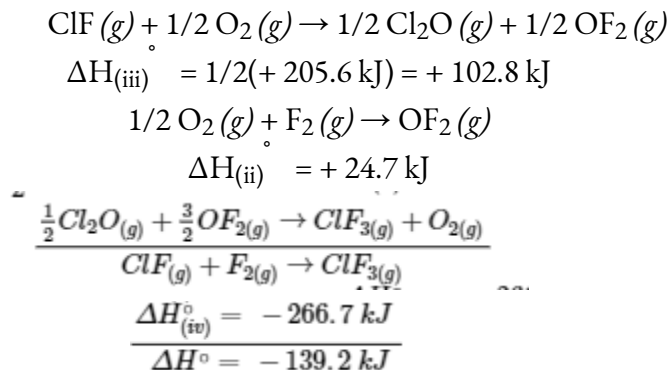 ClF (g) + 1/2 O₂ (g) → 1/2 Cl₂O (g) + 1/2 OF₂ (g)
ΔH°(iii) = 1/2(+ 205.6 kJ) = + 102.8 kJ
1/2 O₂ (g) + F₂ (g) → OF₂ (g)
ΔH°(ii) = + 24.7 kJ
½Cl₂O(g) + 3/2 OF₂(g) → ClF₃(g) + O₂(g)
ClF(g) + F₂(g) → ClF₃(g)
ΔH°(iv) = − 266.7 kJ
ΔH° = − 139.2 kJ